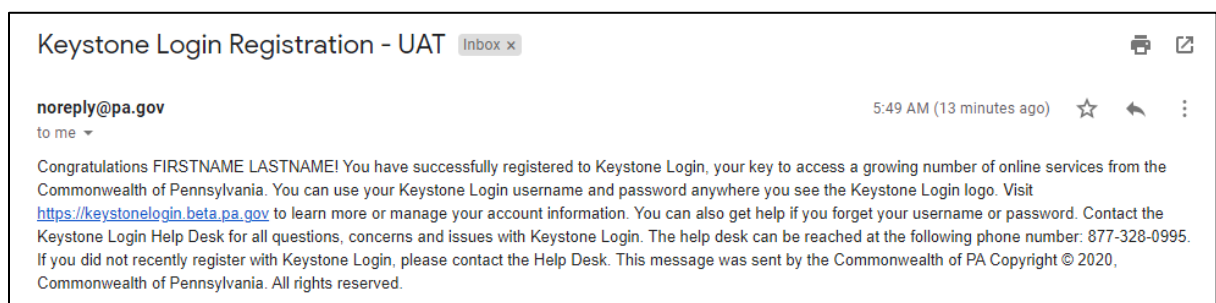 Keystone Login Registration - UAT Inbox x
noreply@pa.gov 5:49 AM (13 minutes ago)
to me
Congratulations FIRSTNAME LASTNAME! You have successfully registered to Keystone Login, your key to access a growing number of online services from the
Commonwealth of Pennsylvania. You can use your Keystone Login username and password anywhere you see the Keystone Login logo. Visit
https://keystonelogin.beta.pa.gov to learn more or manage your account information. You can also get help if you forget your username or password. Contact the
Keystone Login Help Desk for all questions, concerns and issues with Keystone Login. The help desk can be reached at the following phone number: 877-328-0995.
If you did not recently register with Keystone Login, please contact the Help Desk. This message was sent by the Commonwealth of PA Copyright © 2020,
Commonwealth of Pennsylvania. All rights reserved.